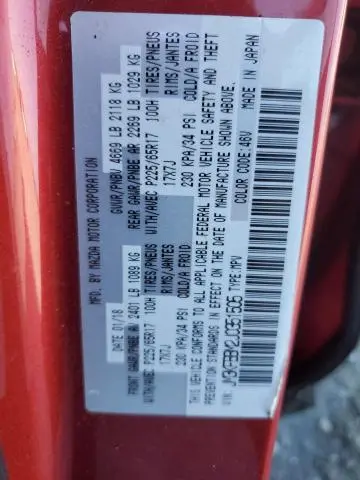 MFD. BY MAZDA MOTOR CORPORATION
DATE: 01/18 GVWR/PNBV 4669 LB 2118 KG
FRONT GAWR/PNBE AV 2401 LB 1089 KG REAR GAWR/PNBE AR 2269 LB 1029 KG
WITH/AVEC P225/65R17 100H TIRES/PNEUS WITH/AVEC P225/65R17 100H TIRES/PNEUS
17X7J RIMS/JANTES 17X7J RIMS/JANTES
230 KPA/34 PSI COLD/A FROID 230 KPA/34 PSI COLD/A FROID
THIS VEHICLE CONFORMS TO ALL APPLICABLE FEDERAL MOTOR VEHICLE SAFETY AND THEFT
PREVENTION STANDARDS IN EFFECT ON THE DATE OF MANUFACTURE SHOWN ABOVE.
TYPE:MPV VEHICLE COLOR CODE:46V MADE IN JAPAN
V.I.N.: